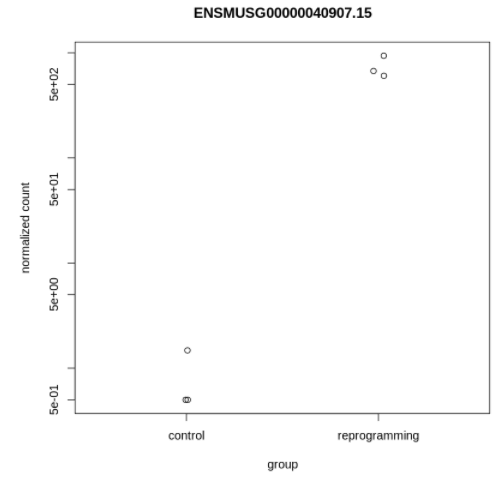 ENSMUSG00000040907.15
normalized count
5e+02
5e+01
5e+00
5e-01
control
reprogramming
group